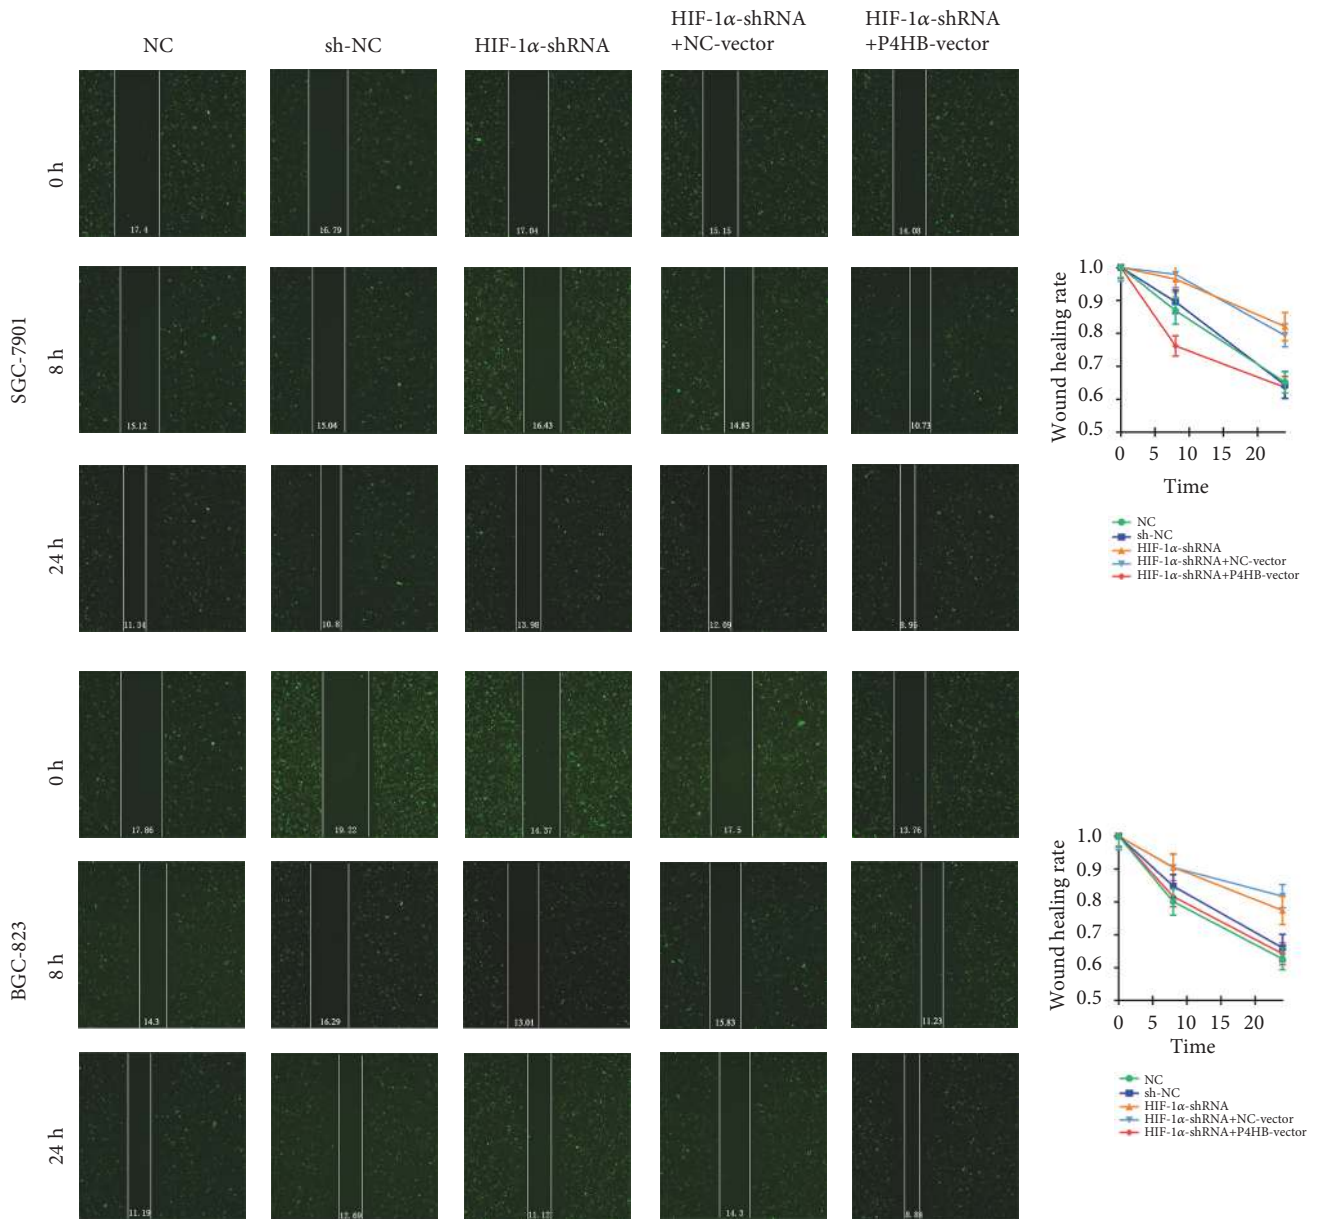 NC
sh-NC
HIF-1α-shRNA
HIF-1α-shRNA
+NC-vector
HIF-1α-shRNA
+P4HB-vector
SGC-7901
0 h
17.4
16.79
17.04
15.15
14.08
8 h
15.12
15.04
16.43
14.83
10.73
24 h
11.34
10.8
13.98
12.09
8.95
Wound healing rate
1.0
0.9
0.8
0.7
0.6
0.5
0 5 10 15 20
Time
NC
sh-NC
HIF-1α-shRNA
HIF-1α-shRNA+NC-vector
HIF-1α-shRNA+P4HB-vector
BGC-823
0 h
17.86
19.22
14.37
17.5
13.76
8 h
14.3
16.29
13.01
15.83
11.23
24 h
11.19
12.69
11.12
14.3
8.88
Wound healing rate
1.0
0.9
0.8
0.7
0.6
0.5
0 5 10 15 20
Time
NC
sh-NC
HIF-1α-shRNA
HIF-1α-shRNA+NC-vector
HIF-1α-shRNA+P4HB-vector